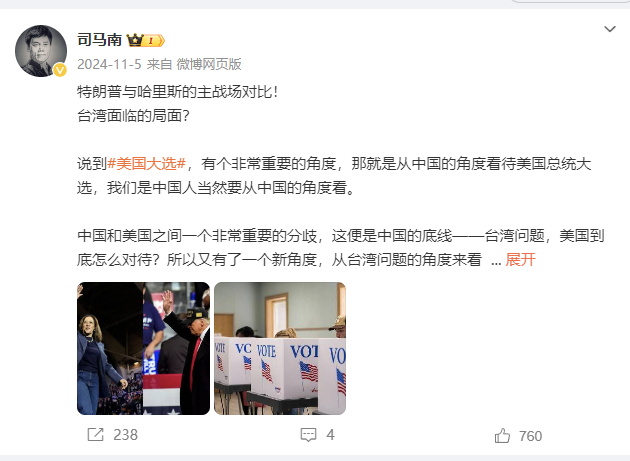 司马南 1
2024-11-5 来自 微博网页版
特朗普与哈里斯的主战场对比！
台湾面临的局面？
说到#美国大选#，有个非常重要的角度，那就是从中国的角度看待美国总统大
选，我们是中国人当然要从中国的角度看。
中国和美国之间一个非常重要的分歧，这便是中国的底线——台湾问题，美国到
底怎么对待？所以又有了一个新角度，从台湾问题的角度来看 ... 展开
VOTE VOTE VOT VO
238 4 760